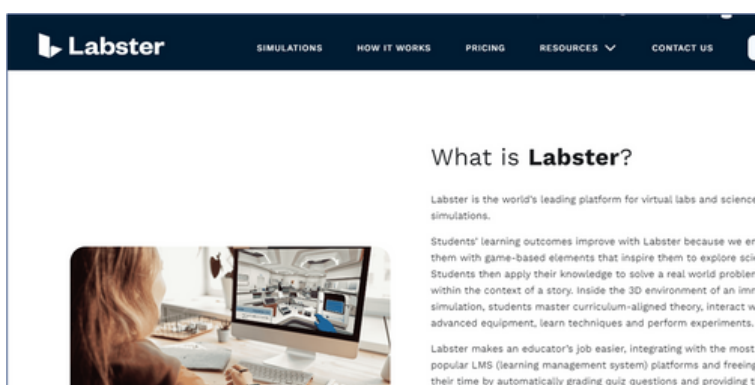 Labster
SIMULATIONS HOW IT WORKS PRICING RESOURCES CONTACT US
What is Labster?
Labster is the world's leading platform for virtual labs and science
simulations.
Students' learning outcomes improve with Labster because we
them with game-based elements that inspire them to explore
Students then apply their knowledge to solve a real world
within the context of a story. Inside the 3D environment of an
simulation, students master curriculum-aligned theory, interact
advanced equipment, learn techniques and perform experiments.
Labster makes an educator's job easier, integrating with the most
popular LMS (learning management system) platforms and freeing
their time by automatically grading quiz questions and providing